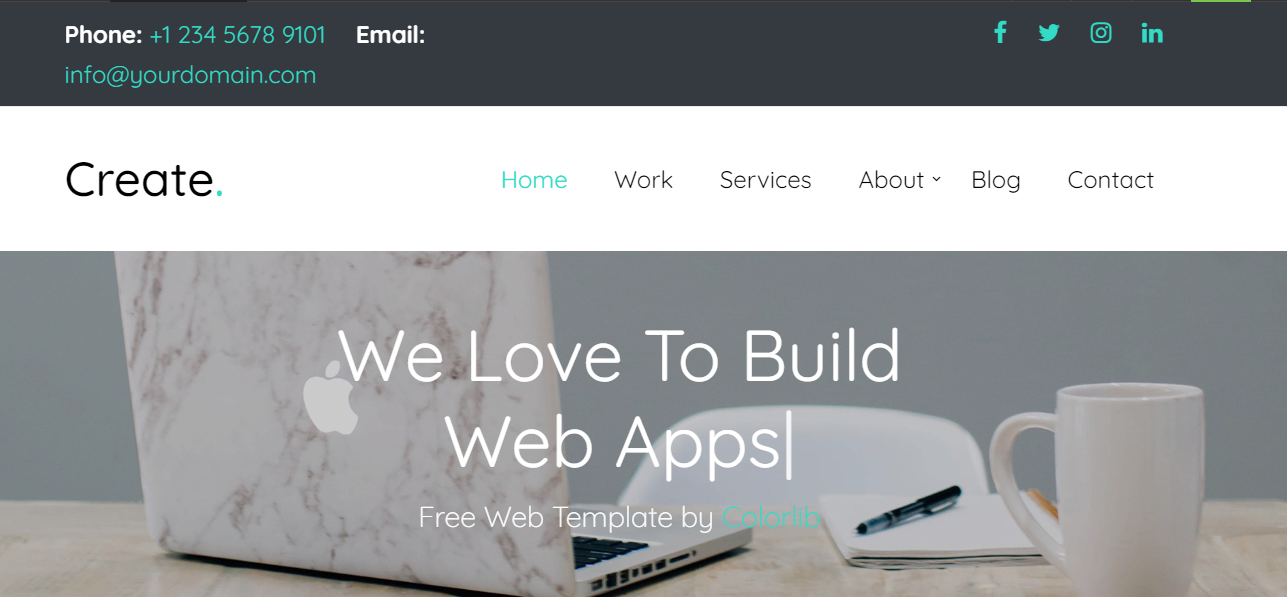 Phone: +1 234 5678 9101 Email:
info@yourdomain.com
Create.
Home Work Services About Blog Contact
We Love To Build
Web Apps|
Free Web Template by Colorlib